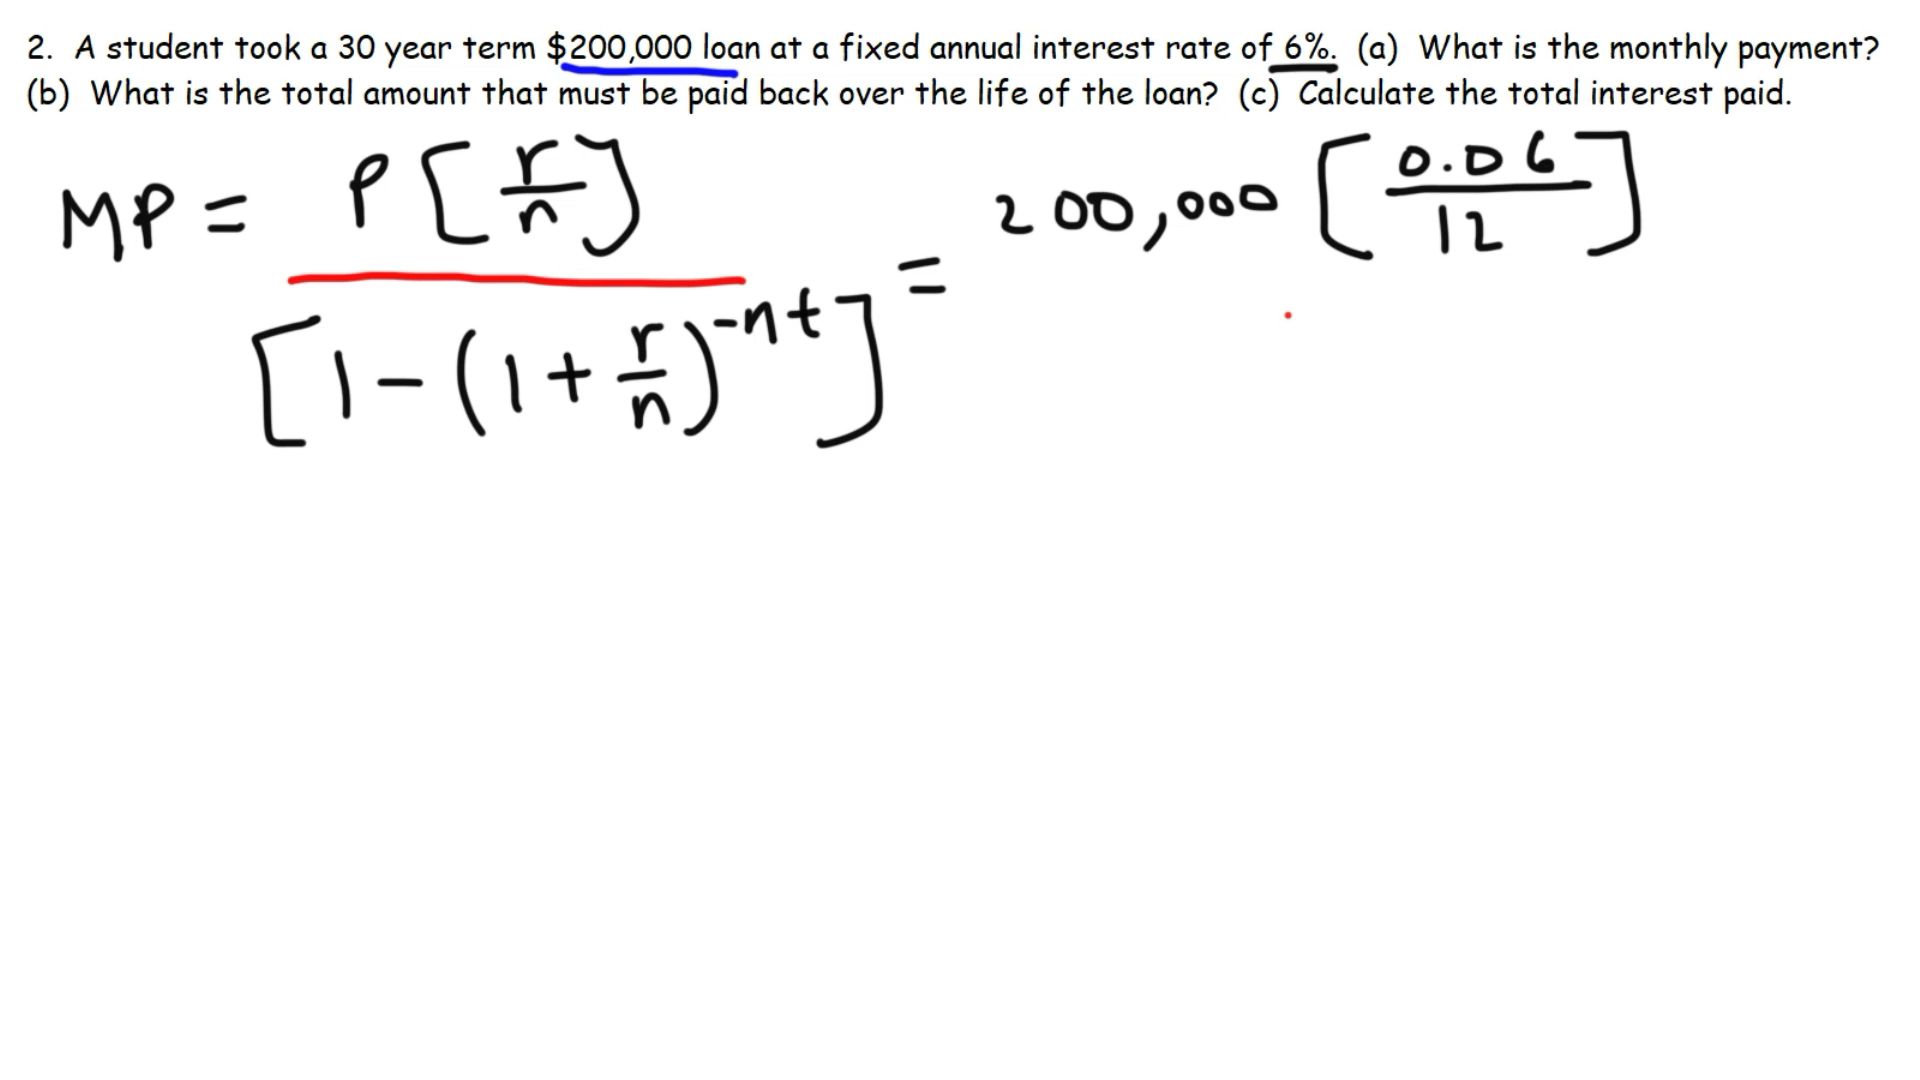 2. A student took a 30 year term $200,000 loan at a fixed annual interest rate of 6%. (a) What is the monthly payment?
(b) What is the total amount that must be paid back over the life of the loan? (c) Calculate the total interest paid.
MP = P[r/n] / [1-(1+r/n)^-nt] = 200,000 [0.06/12]